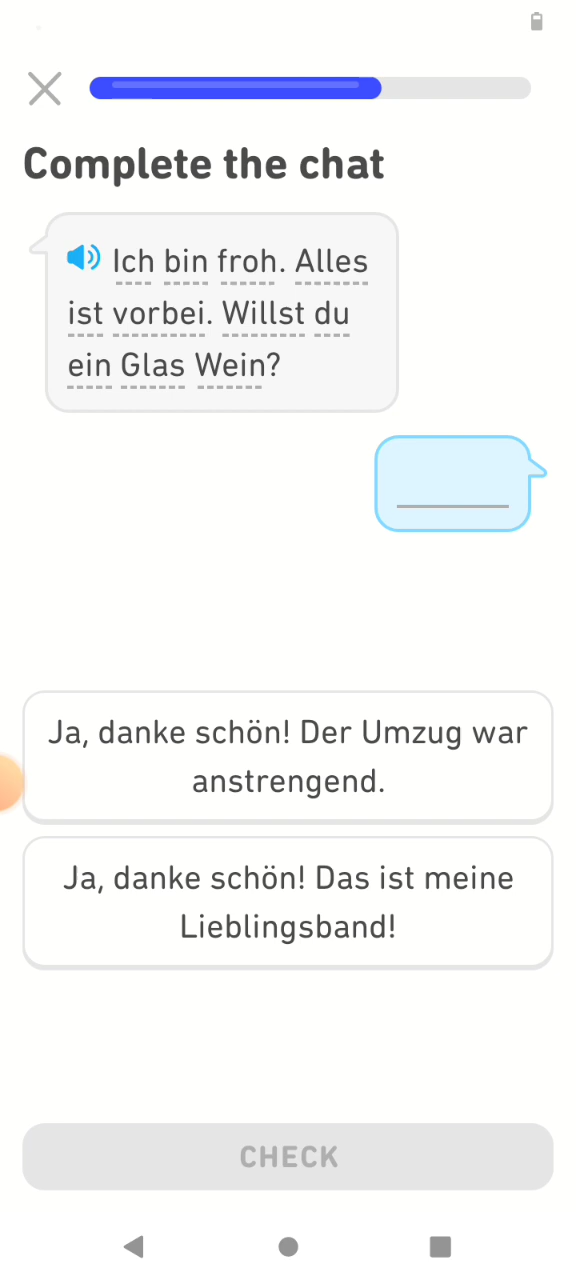 Complete the chat
Ich bin froh. Alles
ist vorbei. Willst du
ein Glas Wein?
Ja, danke schön! Der Umzug war
anstrengend.
Ja, danke schön! Das ist meine
Lieblingsband!
CHECK